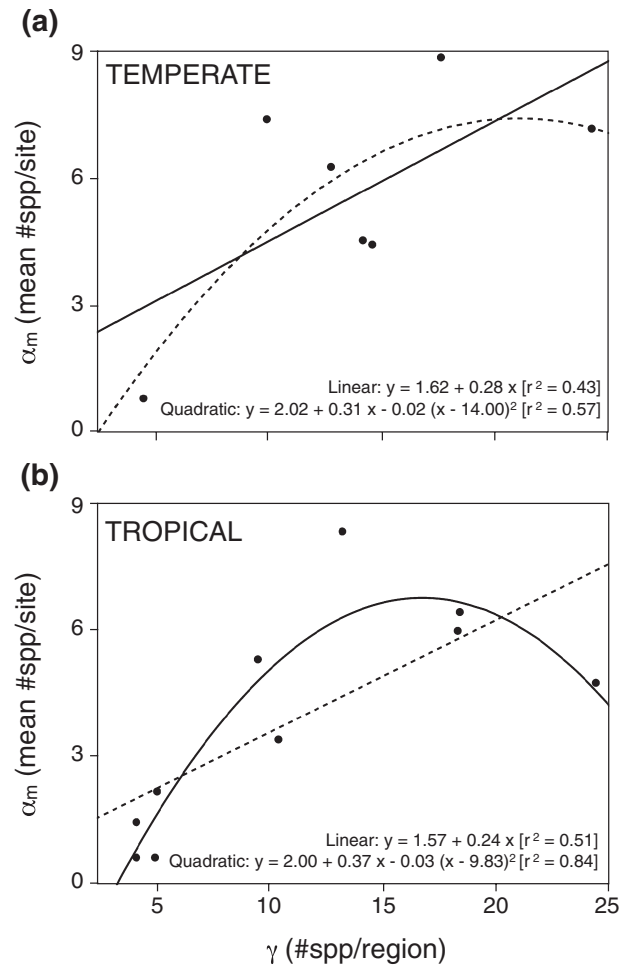 (a)
TEMPERATE
9
6
3
0
αm (mean #spp/site)
Linear: y = 1.62 + 0.28 x [r² = 0.43]
Quadratic: y = 2.02 + 0.31 x - 0.02 (x - 14.00)² [r² = 0.57]
(b)
TROPICAL
9
6
3
0
αm (mean #spp/site)
Linear: y = 1.57 + 0.24 x [r² = 0.51]
Quadratic: y = 2.00 + 0.37 x - 0.03 (x - 9.83)² [r² = 0.84]
5 10 15 20 25
γ (#spp/region)